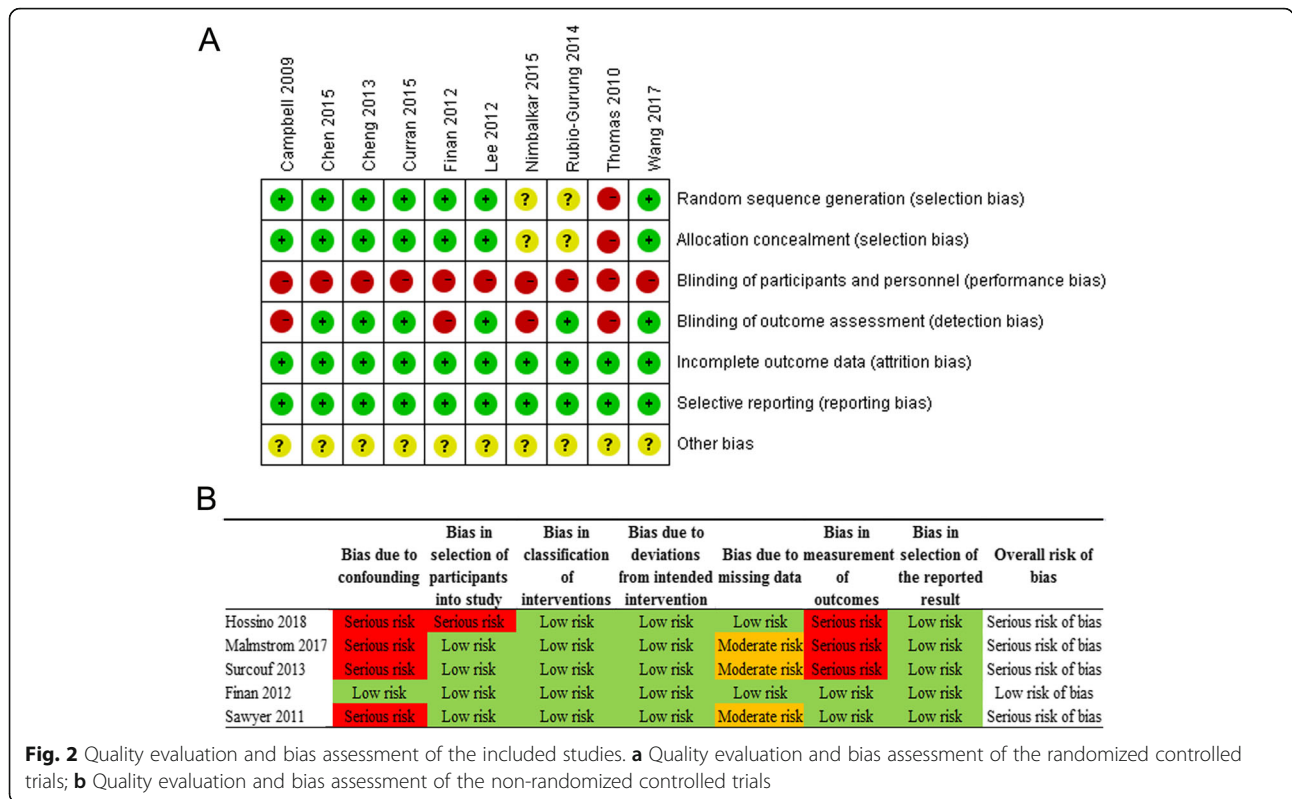 A
Campbell 2009
Chen 2015
Cheng 2013
Curran 2015
Finan 2012
Lee 2012
Nimbalkar 2015
Rubio-Gurung 2014
Thomas 2010
Wang 2017
+ + + + + + ? ? - + Random sequence generation (selection bias)
+ + + + + + ? ? - + Allocation concealment (selection bias)
- - - - - - - - - - Blinding of participants and personnel (performance bias)
- + + + - + - + - + Blinding of outcome assessment (detection bias)
+ + + + + + + + + + Incomplete outcome data (attrition bias)
+ + + + + + + + + + Selective reporting (reporting bias)
? ? ? ? ? ? ? ? ? ? Other bias
B
Bias due to
confounding
Bias in
selection of
participants
into study
Bias in
classification
of
interventions
Bias due to
deviations
from intended
intervention
Bias due to
missing data
Bias in
measurement
of
outcomes
Bias in
selection of
the reported
result
Overall risk of
bias
Hossino 2018 Serious risk Serious risk Low risk Low risk Low risk Serious risk Low risk Serious risk of bias
Malmstrom 2017 Serious risk Low risk Low risk Low risk Moderate risk Serious risk Low risk Serious risk of bias
Surcouf 2013 Serious risk Low risk Low risk Low risk Moderate risk Serious risk Low risk Serious risk of bias
Finan 2012 Low risk Low risk Low risk Low risk Low risk Low risk Low risk Low risk of bias
Sawyer 2011 Serious risk Low risk Low risk Low risk Moderate risk Low risk Low risk Serious risk of bias
Fig. 2 Quality evaluation and bias assessment of the included studies. a Quality evaluation and bias assessment of the randomized controlled
trials; b Quality evaluation and bias assessment of the non-randomized controlled trials